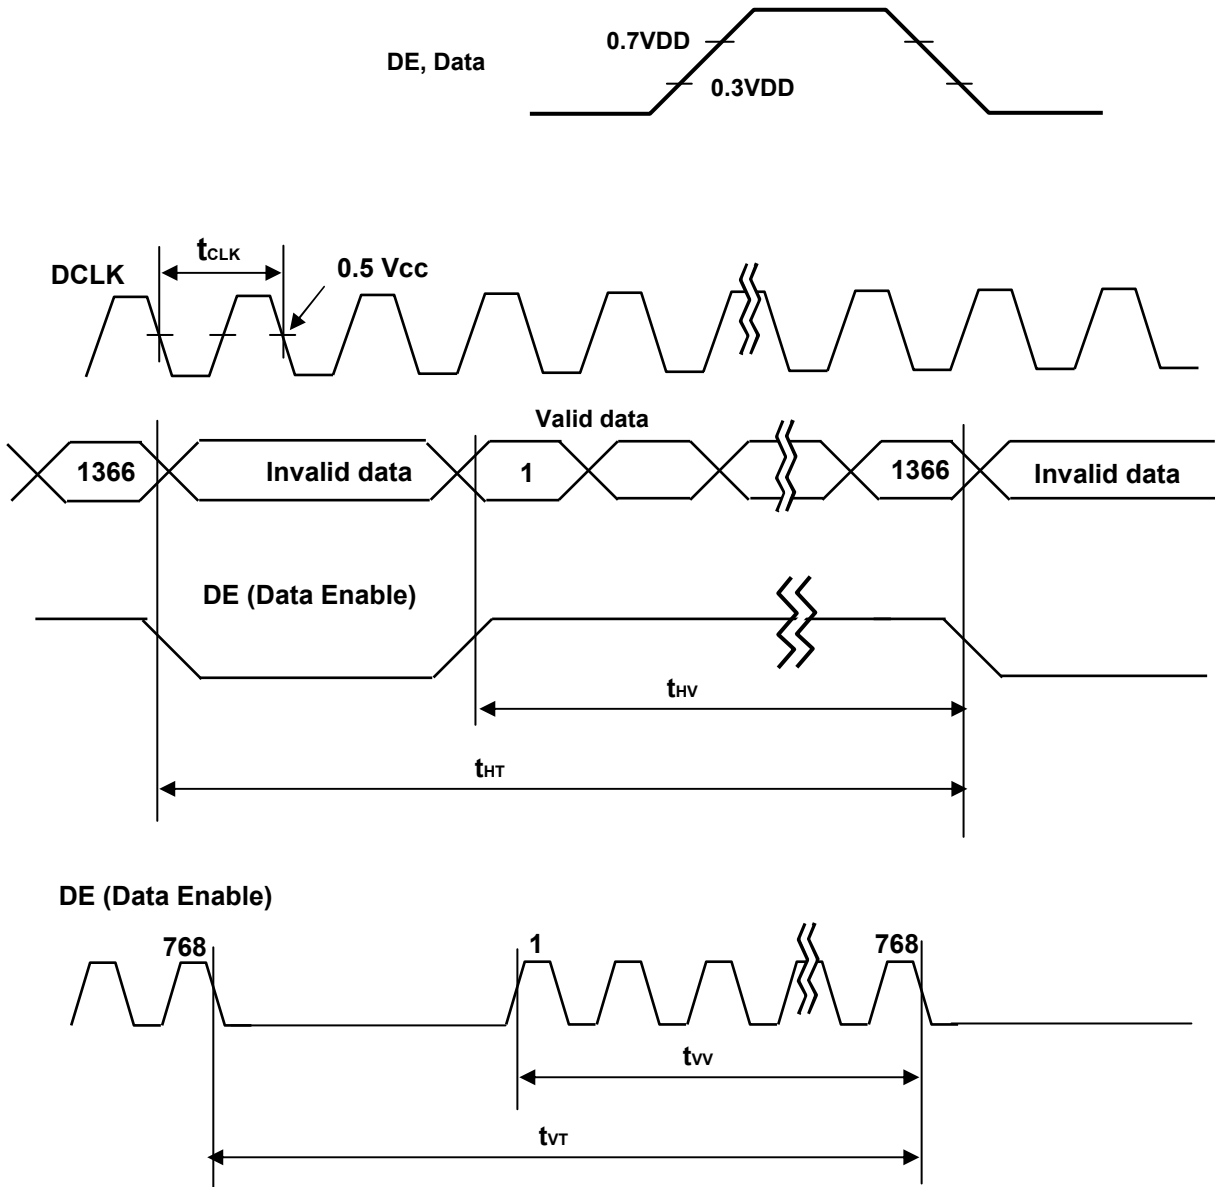 0.7VDD
DE, Data
0.3VDD
tCLK
DCLK
0.5 Vcc
Valid data
1366
Invalid data
1
1366
Invalid data
DE (Data Enable)
tHV
tHT
DE (Data Enable)
768
1
768
tVV
tVT